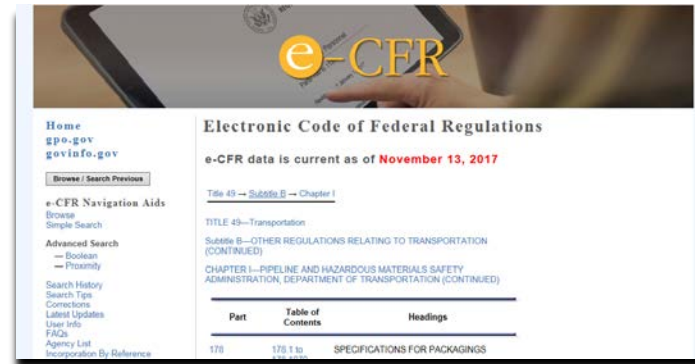 e-CFR
Home
gpo.gov
govinfo.gov
Browse / Search Previous
e-CFR Navigation Aids
Browse
Simple Search
Advanced Search
— Boolean
— Proximity
Search History
Search Tips
Corrections
Latest Updates
User Info
FAQs
Agency List
Incorporation By Reference
Electronic Code of Federal Regulations
e-CFR data is current as of November 13, 2017
Title 49 → Subtitle B → Chapter I
TITLE 49—Transportation
Subtitle B—OTHER REGULATIONS RELATING TO TRANSPORTATION
(CONTINUED)
CHAPTER I—PIPELINE AND HAZARDOUS MATERIALS SAFETY
ADMINISTRATION, DEPARTMENT OF TRANSPORTATION (CONTINUED)
Part Table of Contents Headings
178 178.1 to SPECIFICATIONS FOR PACKAGINGS